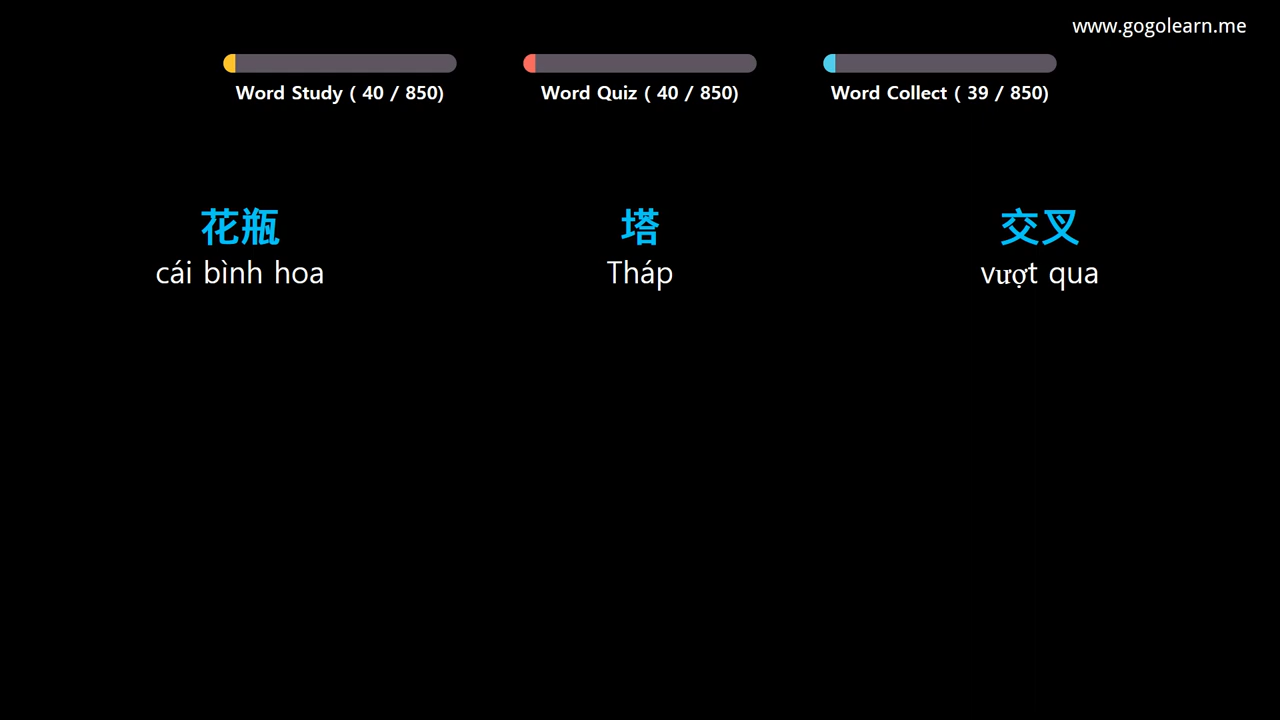 www.gogolearn.me
Word Study ( 40 / 850)
Word Quiz ( 40 / 850)
Word Collect ( 39 / 850)
花瓶
cái bình hoa
塔
Tháp
交叉
vượt qua